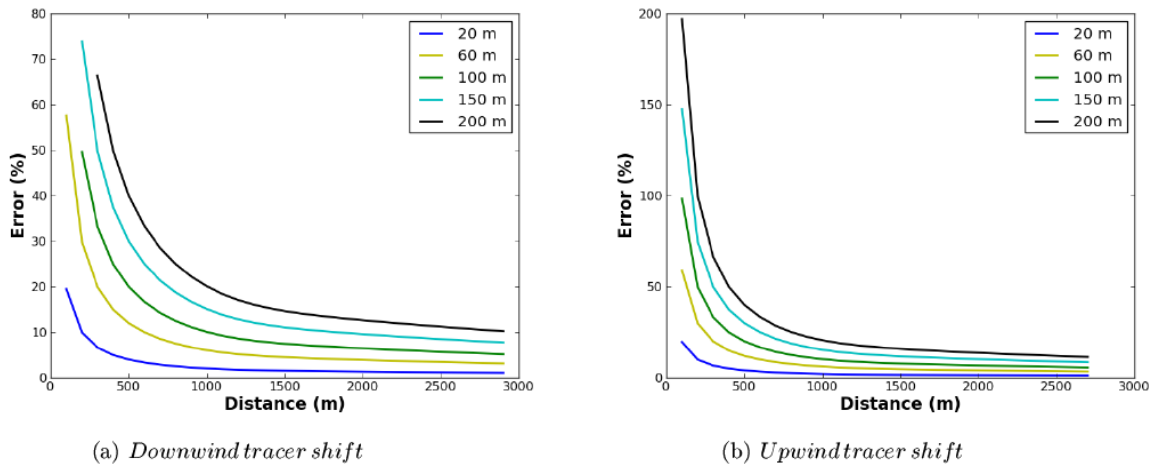 80
70
60
50
40
30
20
10
0
Error (%)
0 500 1000 1500 2000 2500 3000
Distance (m)
20 m
60 m
100 m
150 m
200 m
(a) Downwind tracer shift
200
150
100
50
0
Error (%)
0 500 1000 1500 2000 2500 3000
Distance (m)
20 m
60 m
100 m
150 m
200 m
(b) Upwind tracer shift